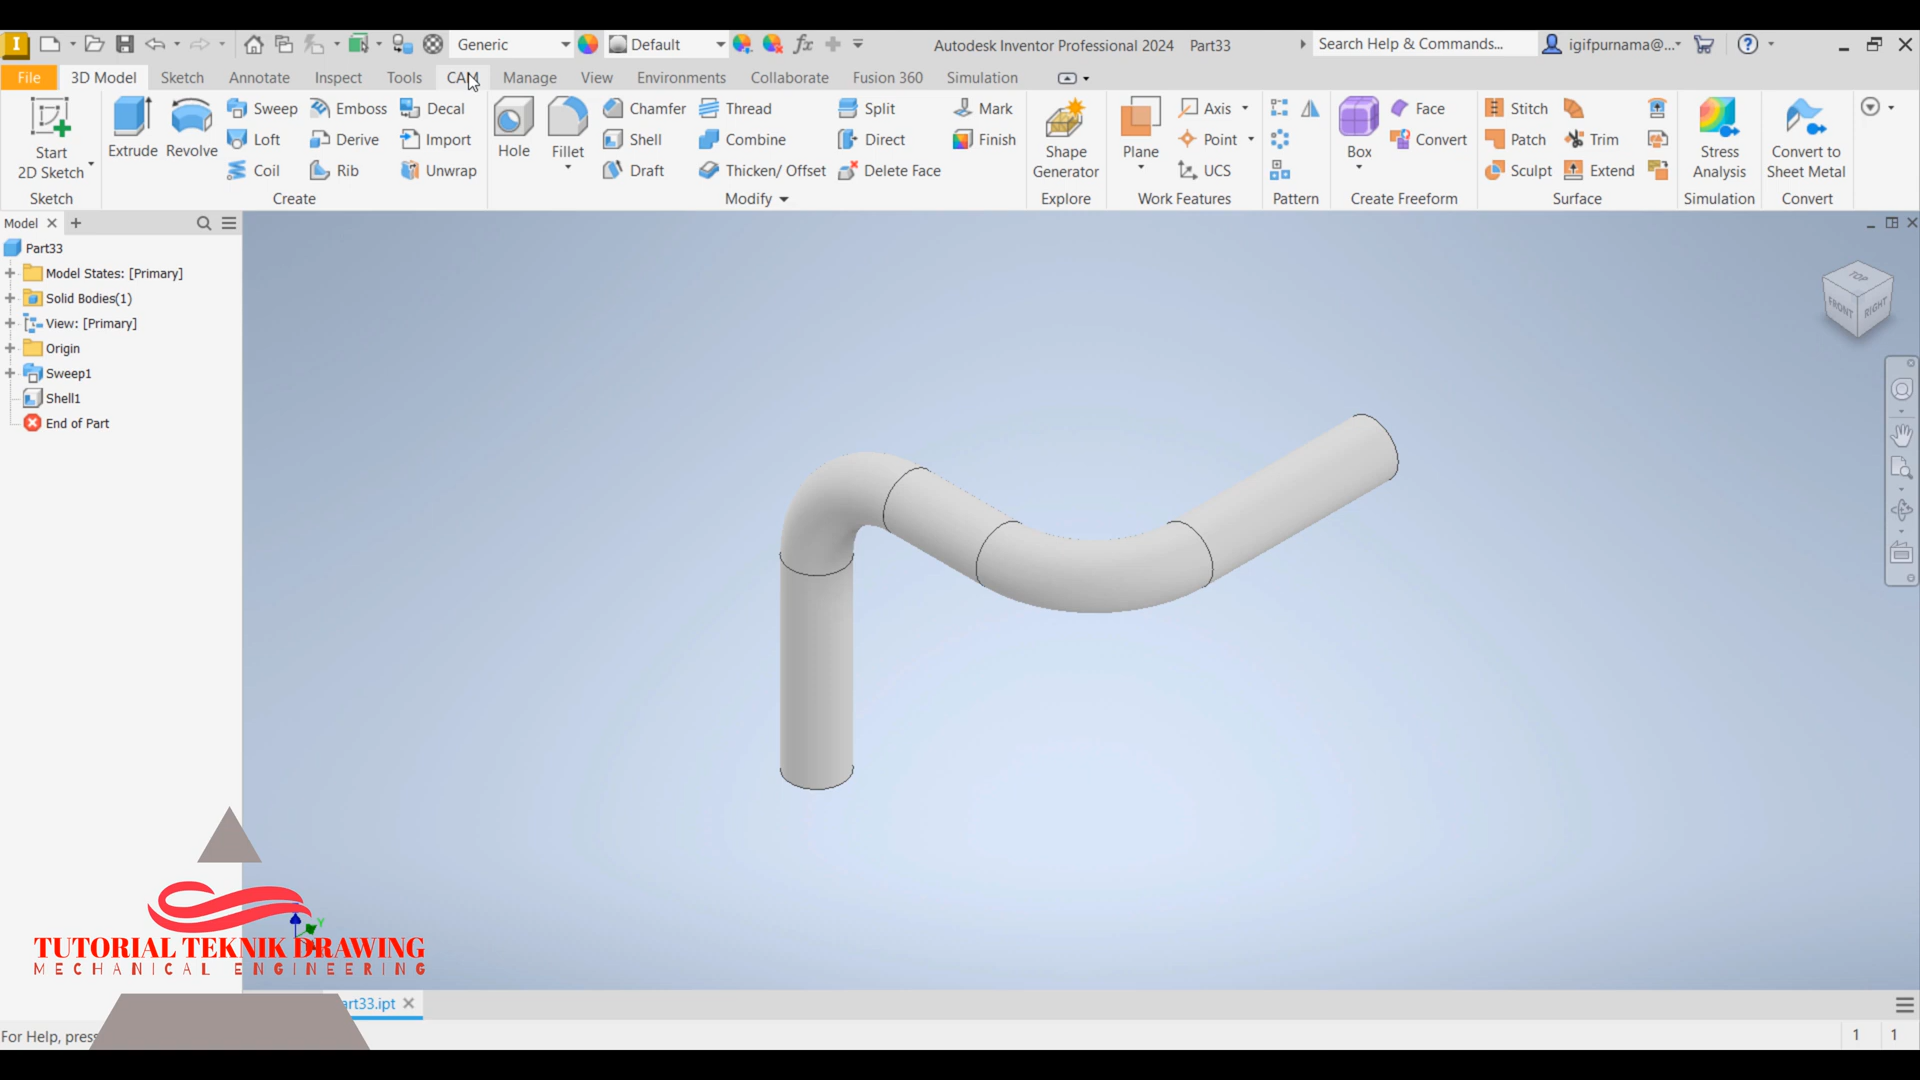 I Generic Default fx Autodesk Inventor Professional 2024 Part33 Search Help & Commands... igifpurnama@...
File 3D Model Sketch Annotate Inspect Tools CAM Manage View Environments Collaborate Fusion 360 Simulation
Start
2D Sketch
Sketch
Extrude Revolve
Sweep Emboss Decal
Loft Derive Import
Coil Rib Unwrap
Create
Hole Fillet
Chamfer Thread Split Mark
Shell Combine Direct Finish
Draft Thicken/ Offset Delete Face
Modify
Shape
Generator
Explore
Plane
Axis
Point
UCS
Work Features
Pattern
Box
Face
Convert
Create Freeform
Stitch
Patch Trim
Sculpt Extend
Surface
Stress
Analysis
Simulation
Convert to
Sheet Metal
Convert
Model
Part33
Model States: [Primary]
Solid Bodies(1)
View: [Primary]
Origin
Sweep1
Shell1
End of Part
TOP
FRONT RIGHT
Y
TUTORIAL TEKNIK DRAWING
MECHANICAL ENGINEERING
art33.ipt
For Help, press
1 1